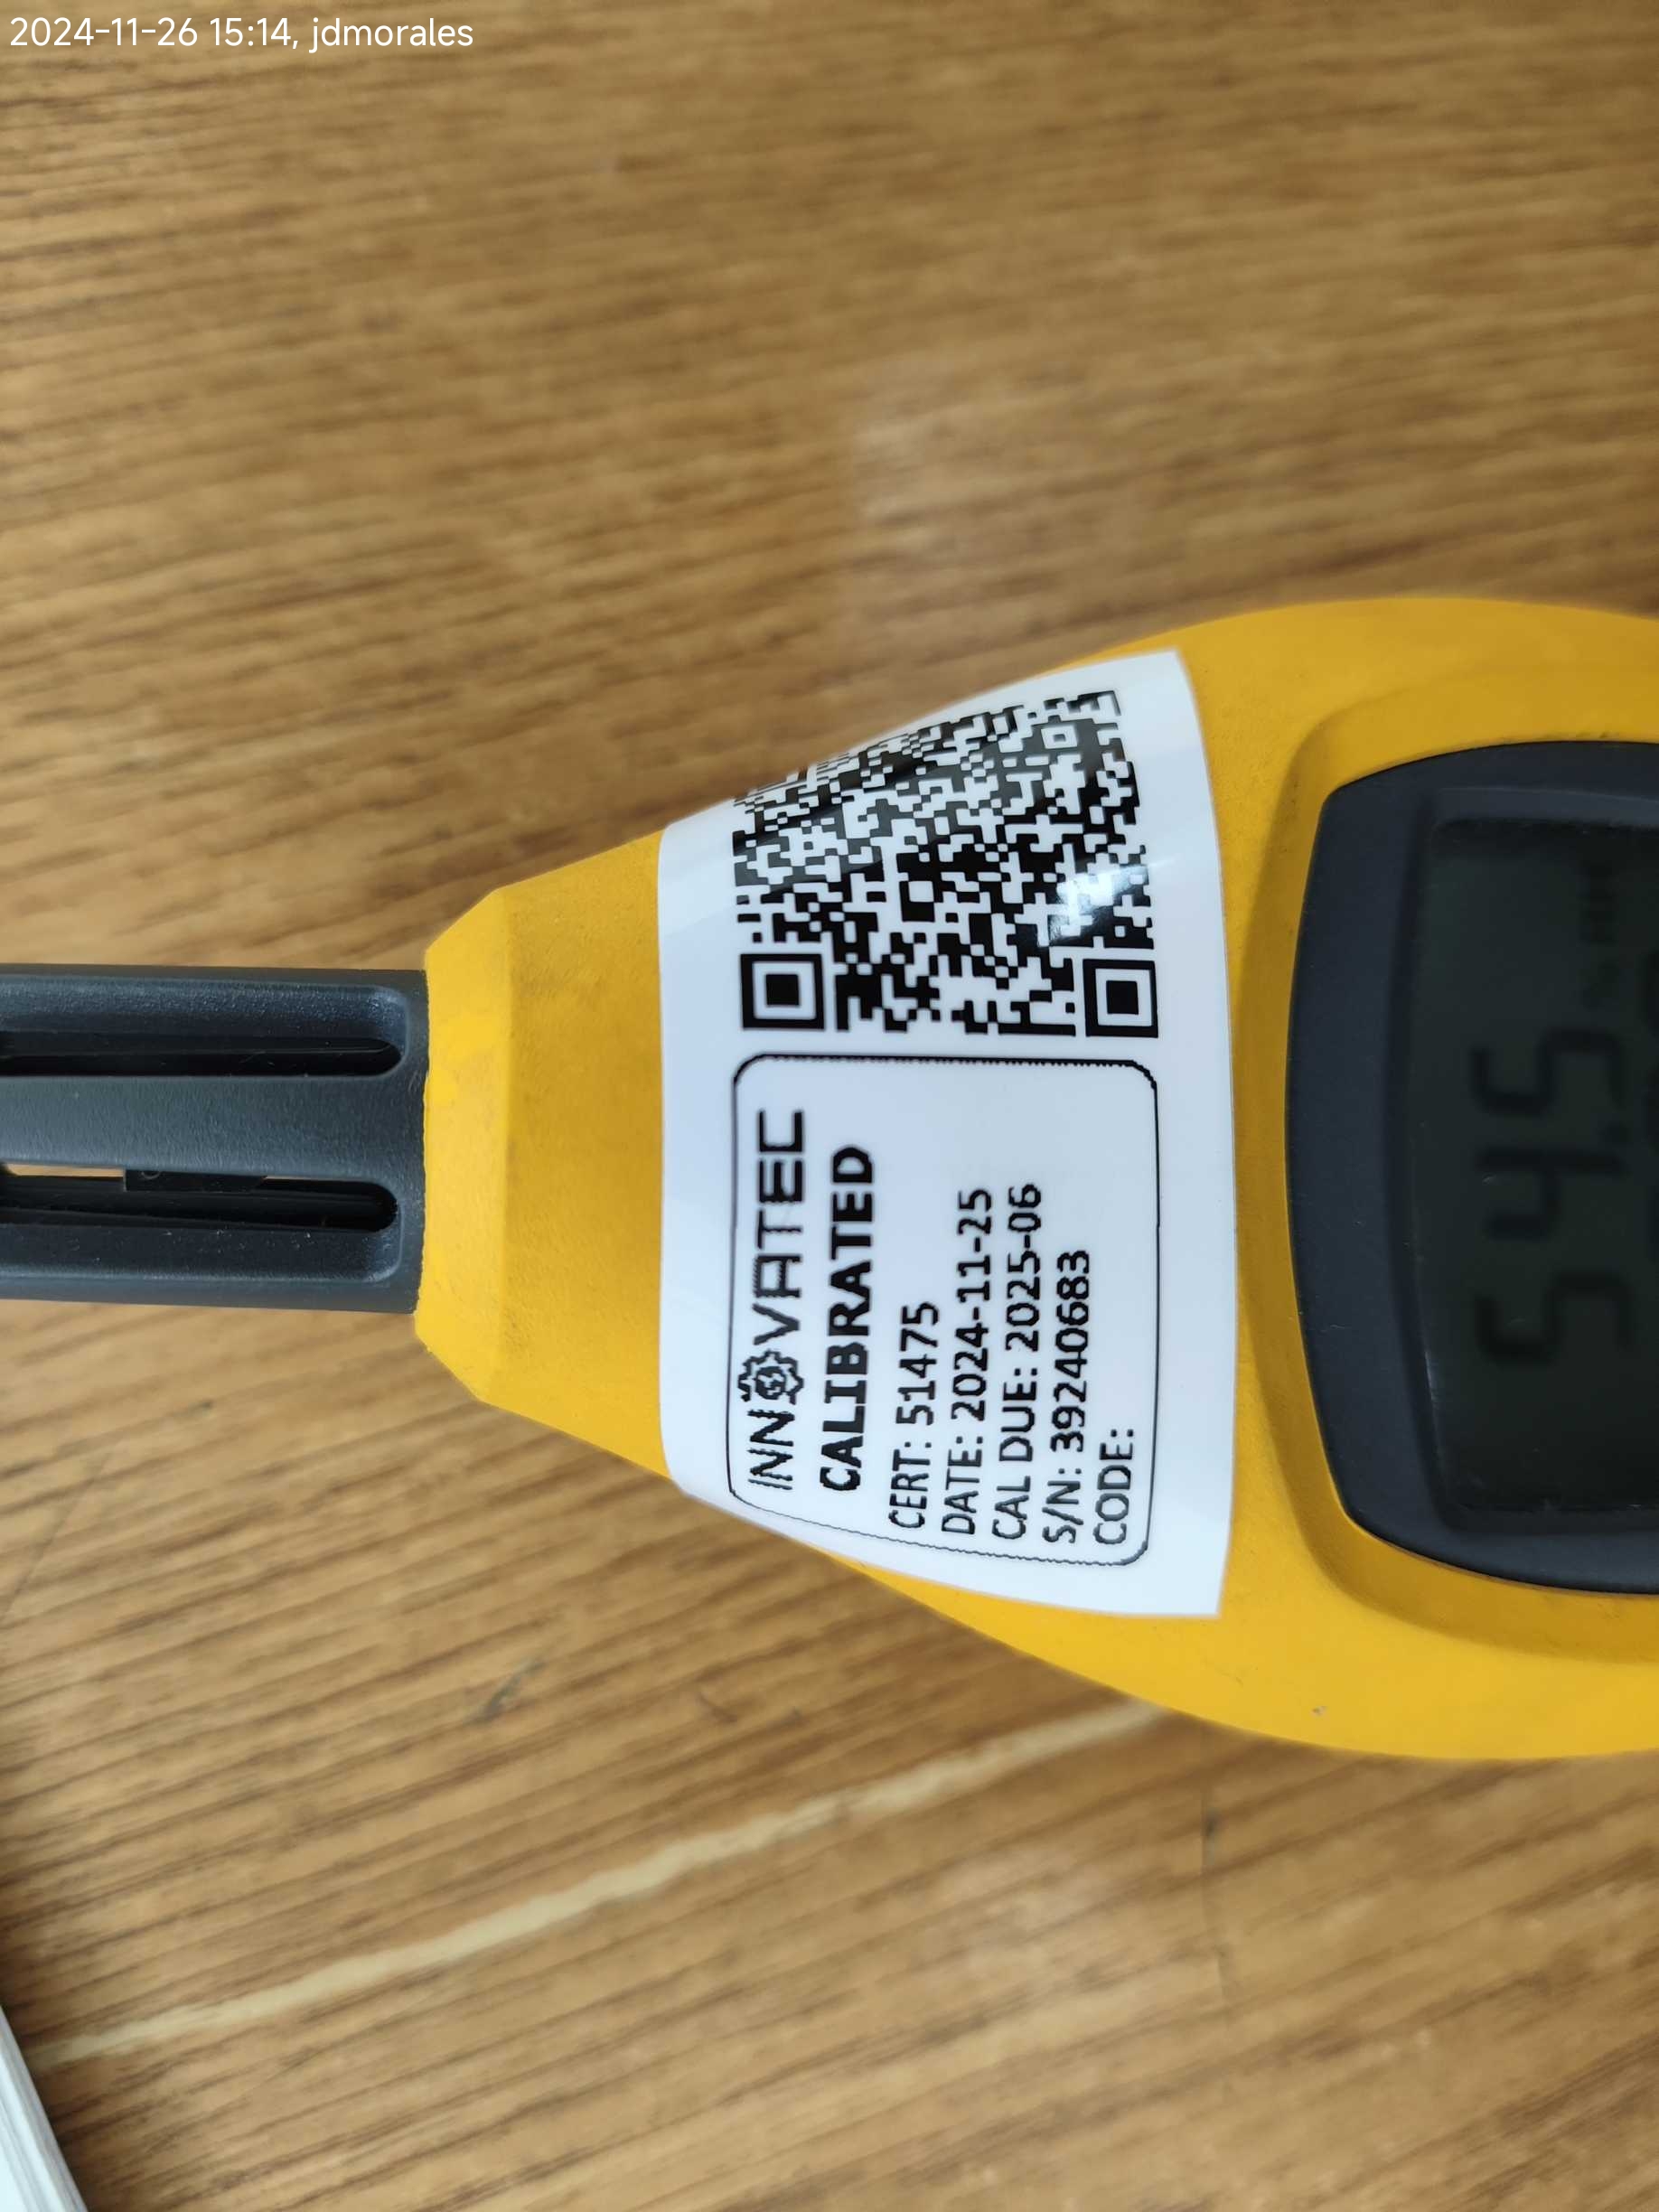 2024-11-26 15:14, jdmorales
INNOVATEC
CALIBRATED
CERT: 51475
DATE: 2024-11-25
CAL DUE: 2025-06
S/N: 39240683
CODE:
54.5